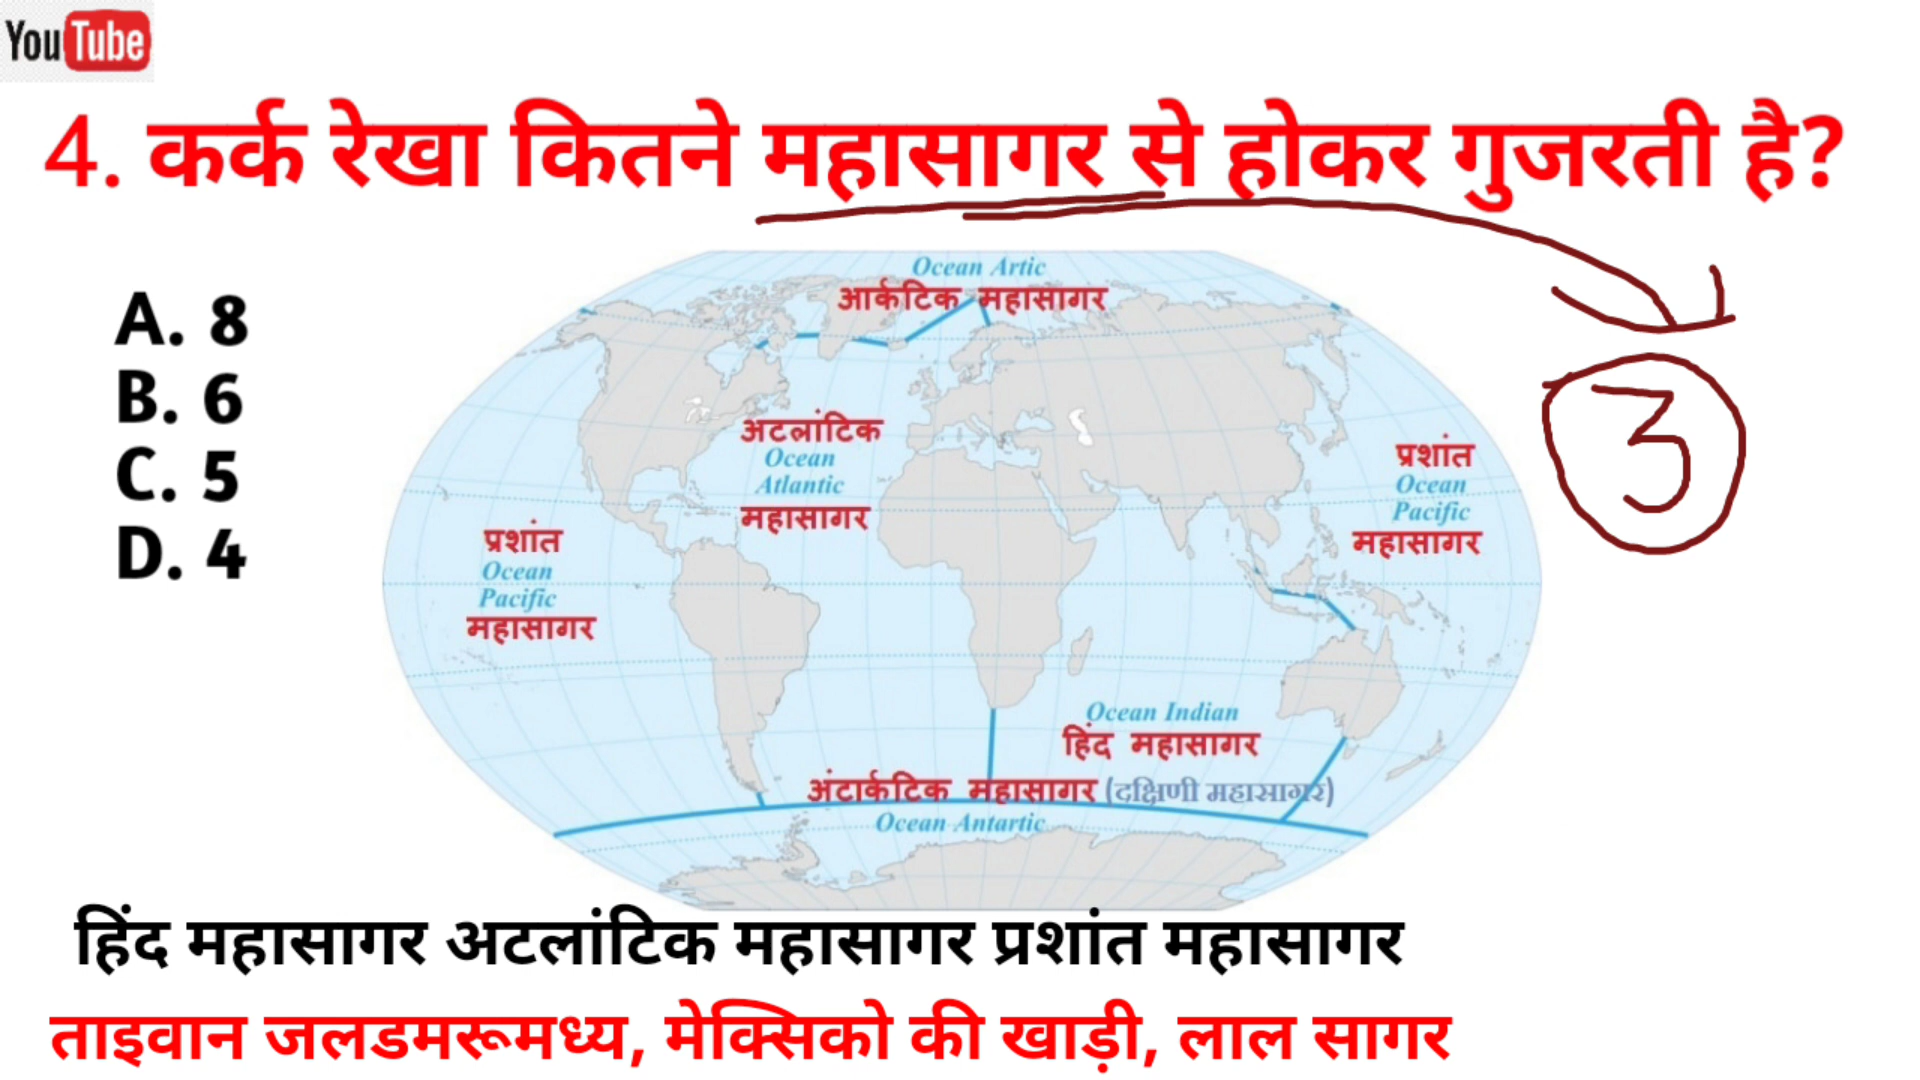 YouTube
4. कर्क रेखा कितने महासागर से होकर गुजरती है?
A. 8
B. 6
C. 5
D. 4
3
Ocean Artic
आर्कटिक महासागर
अटलांटिक
Ocean
Atlantic
महासागर
प्रशांत
Ocean
Pacific
महासागर
प्रशांत
Ocean
Pacific
महासागर
Ocean Indian
हिंद महासागर
अंटार्कटिक महासागर (दक्षिणी महासागर)
Ocean Antartic
हिंद महासागर अटलांटिक महासागर प्रशांत महासागर
ताइवान जलडमरूमध्य, मेक्सिको की खाड़ी, लाल सागर